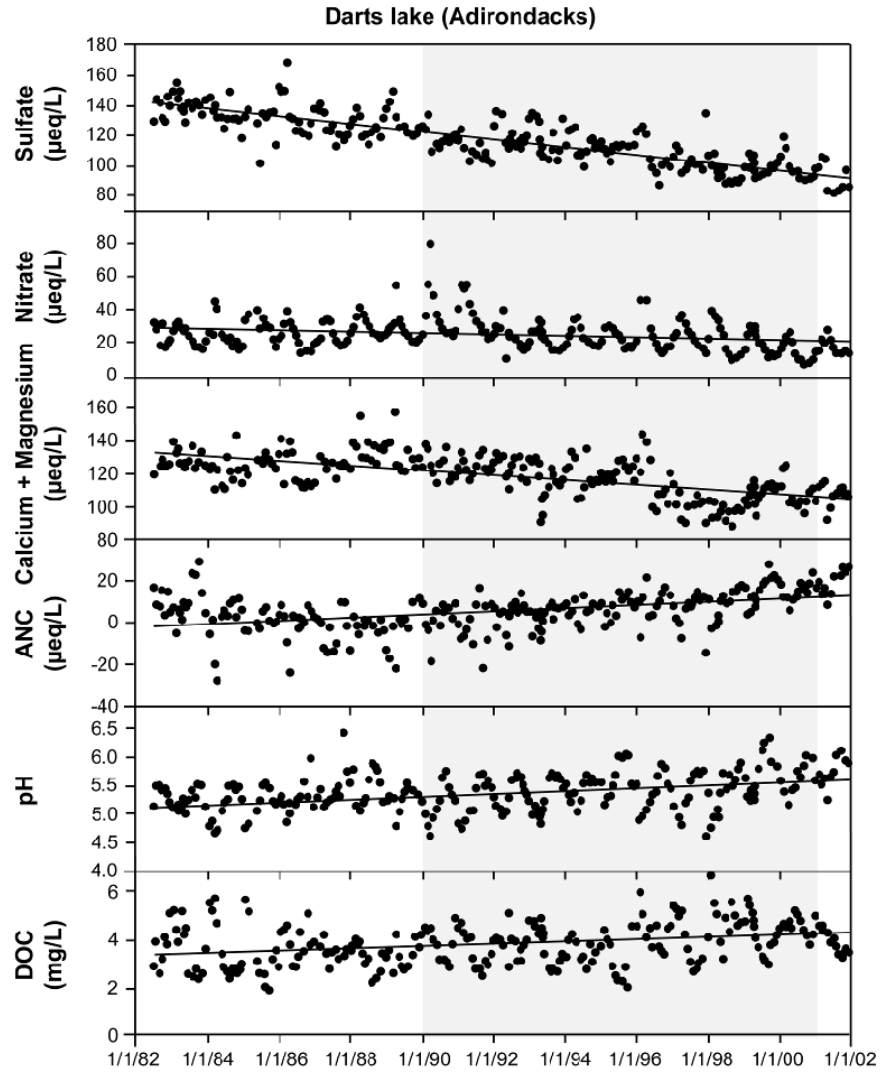 Darts lake (Adirondacks)
Sulfate
(µeq/L)
180
160
140
120
100
80
Nitrate
(µeq/L)
80
60
40
20
0
Calcium + Magnesium
(µeq/L)
160
140
120
100
80
ANC
(µeq/L)
20
0
-20
-40
pH
6.5
6.0
5.5
5.0
4.5
4.0
DOC
(mg/L)
6
4
2
0
1/1/82 1/1/84 1/1/86 1/1/88 1/1/90 1/1/92 1/1/94 1/1/96 1/1/98 1/1/00 1/1/02